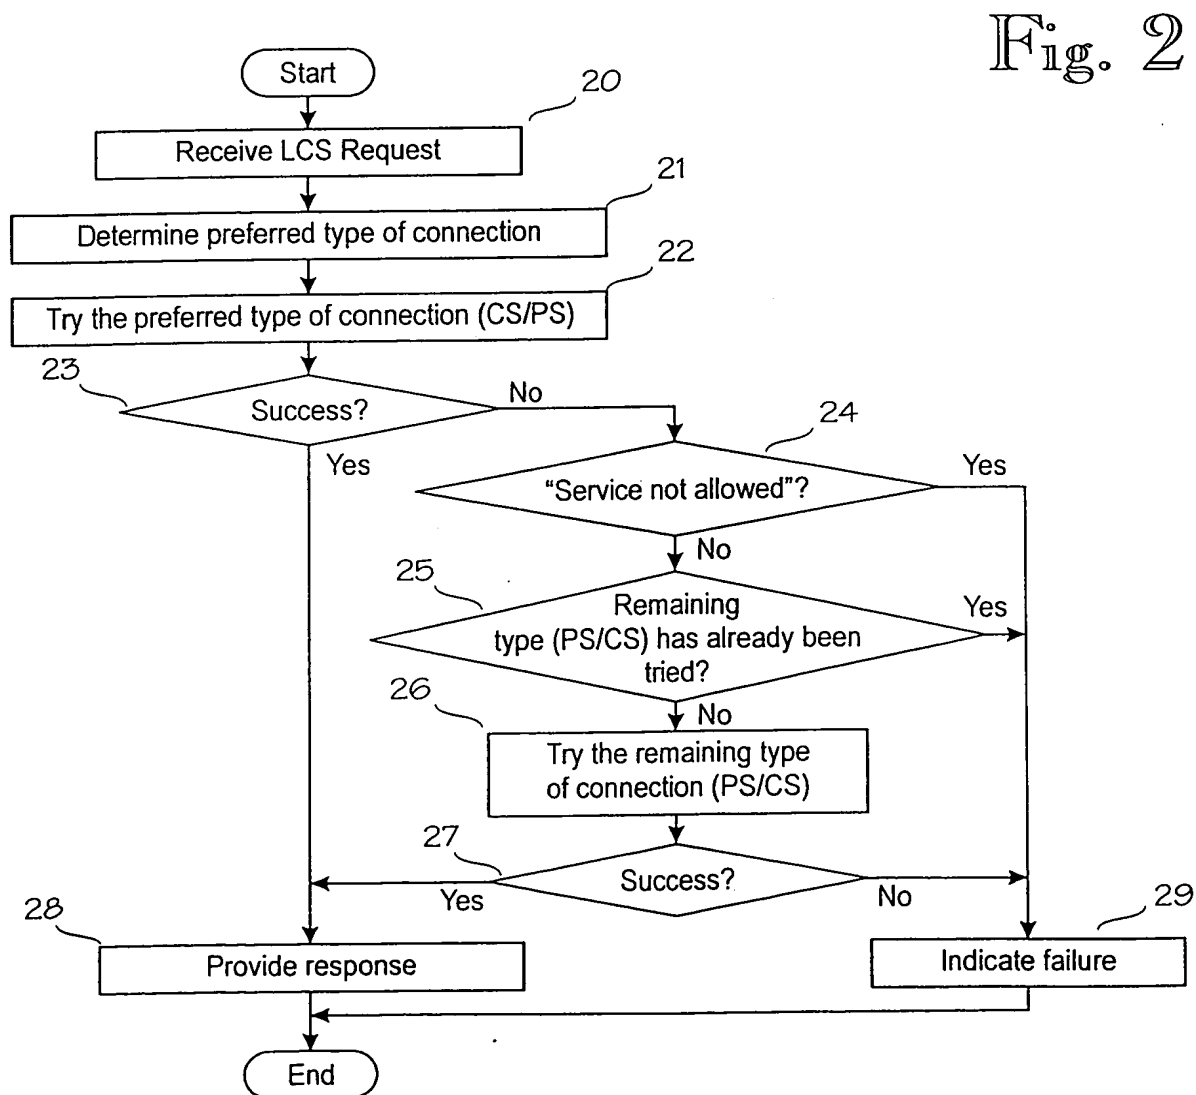 Fig. 2
Start
20
Receive LCS Request
21
Determine preferred type of connection
22
Try the preferred type of connection (CS/PS)
23
Success?
No
Yes
24
“Service not allowed”?
Yes
No
25
Remaining
type (PS/CS) has already been
tried?
Yes
No
26
Try the remaining type
of connection (PS/CS)
27
Success?
Yes
No
28
Provide response
29
Indicate failure
End